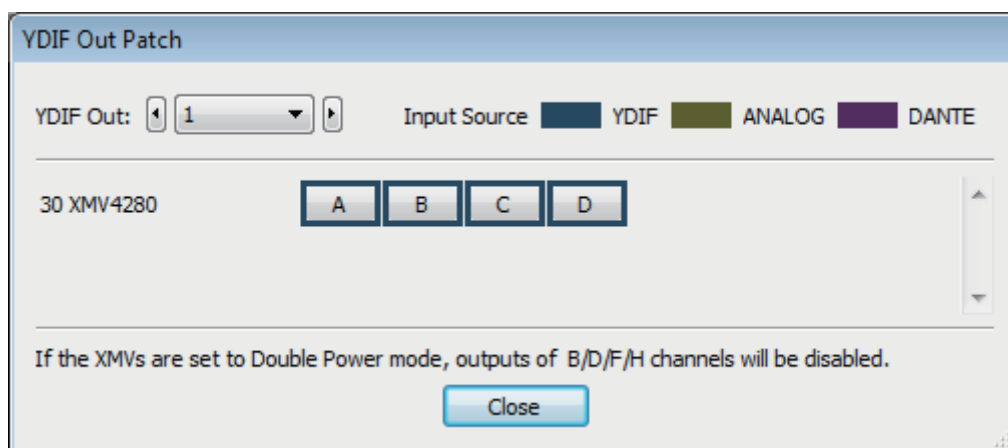 YDIF Out Patch
YDIF Out: 1 Input Source YDIF ANALOG DANTE
30 XMV4280 A B C D
If the XMVs are set to Double Power mode, outputs of B/D/F/H channels will be disabled.
Close